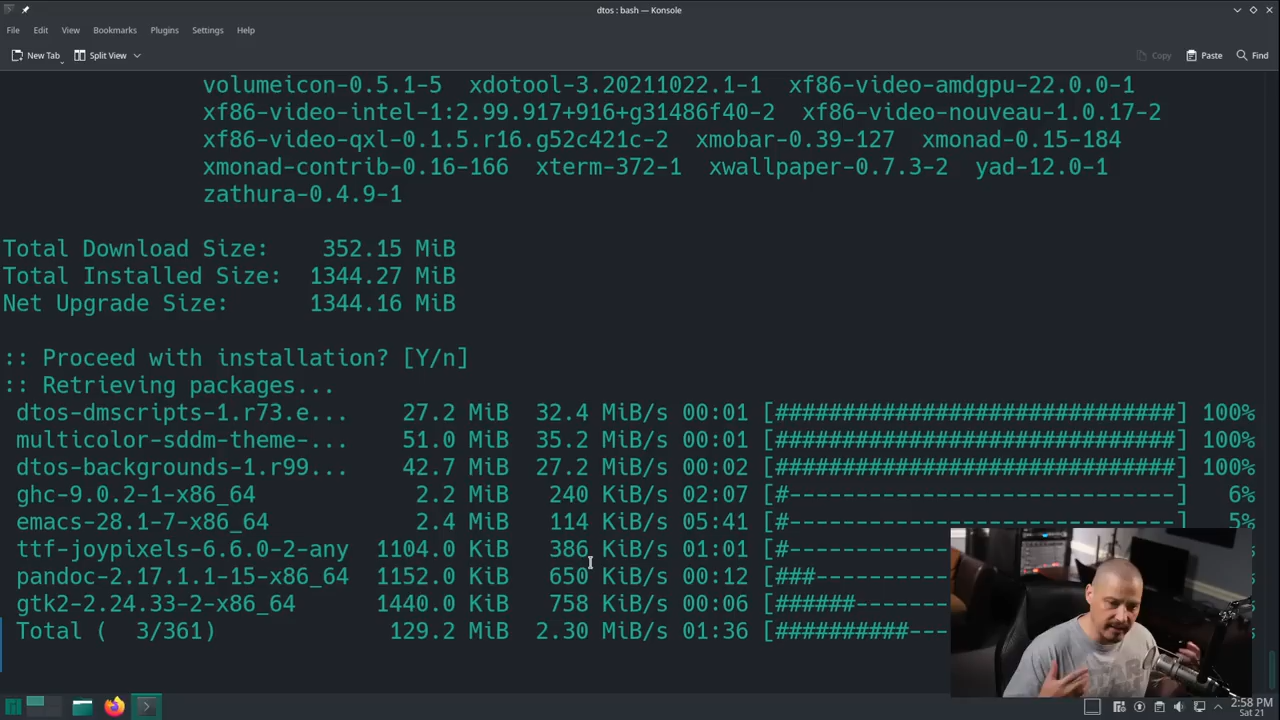 dtos : bash — Konsole
File Edit View Bookmarks Plugins Settings Help
New Tab Split View Copy Paste Find
volumeicon-0.5.1-5 xdotool-3.20211022.1-1 xf86-video-amdgpu-22.0.0-1
xf86-video-intel-1:2.99.917+916+g31486f40-2 xf86-video-nouveau-1.0.17-2
xf86-video-qxl-0.1.5.r16.g52c421c-2 xmobar-0.39-127 xmonad-0.15-184
xmonad-contrib-0.16-166 xterm-372-1 xwallpaper-0.7.3-2 yad-12.0-1
zathura-0.4.9-1
Total Download Size: 352.15 MiB
Total Installed Size: 1344.27 MiB
Net Upgrade Size: 1344.16 MiB
:: Proceed with installation? [Y/n]
:: Retrieving packages...
dtos-dmscripts-1.r73.e... 27.2 MiB 32.4 MiB/s 00:01 [##############################] 100%
multicolor-sddm-theme-... 51.0 MiB 35.2 MiB/s 00:01 [##############################] 100%
dtos-backgrounds-1.r99... 42.7 MiB 27.2 MiB/s 00:02 [##############################] 100%
ghc-9.0.2-1-x86_64 2.2 MiB 240 KiB/s 02:07 [#-----------------------------] 6%
emacs-28.1-7-x86_64 2.4 MiB 114 KiB/s 05:41 [#-----------------------------] 5%
ttf-joypixels-6.6.0-2-any 1104.0 KiB 386 KiB/s 01:01 [#------------
pandoc-2.17.1.1-15-x86_64 1152.0 KiB 650 KiB/s 00:12 [###----------
gtk2-2.24.33-2-x86_64 1440.0 KiB 758 KiB/s 00:06 [######-------
Total ( 3/361) 129.2 MiB 2.30 MiB/s 01:36 [##########---
2:58 PM
Sat 21